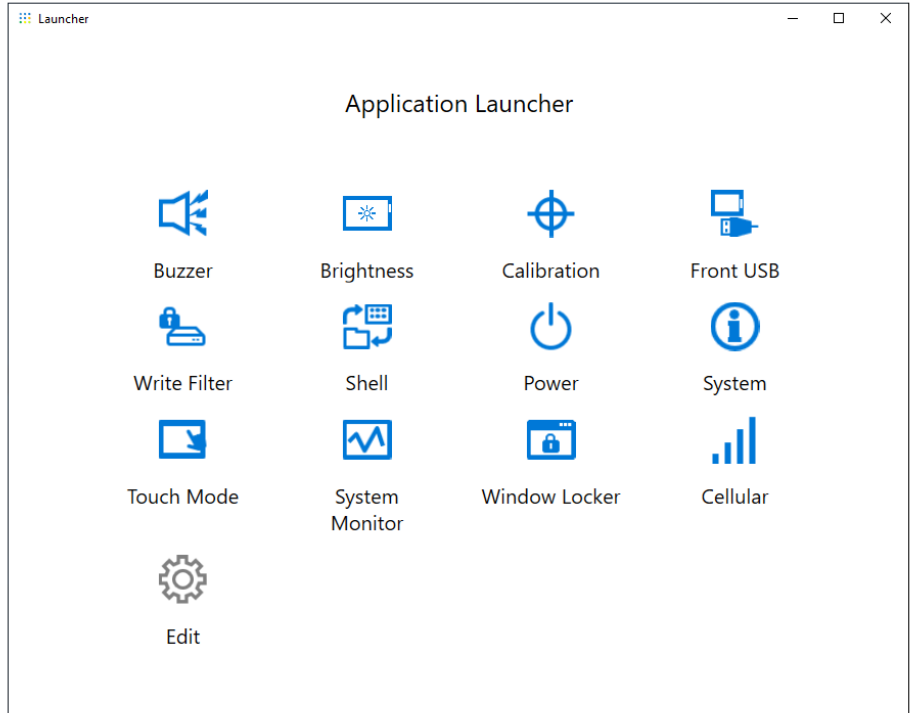 Launcher
Application Launcher
Buzzer
Brightness
Calibration
Front USB
Write Filter
Shell
Power
System
Touch Mode
System
Monitor
Window Locker
Cellular
Edit